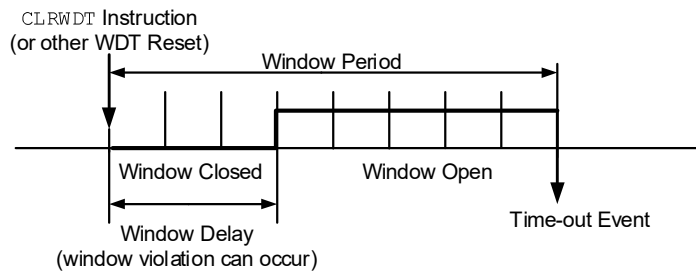 CLRWDT Instruction
(or other WDT Reset)
Window Period
Window Closed
Window Open
Window Delay
(window violation can occur)
Time-out Event